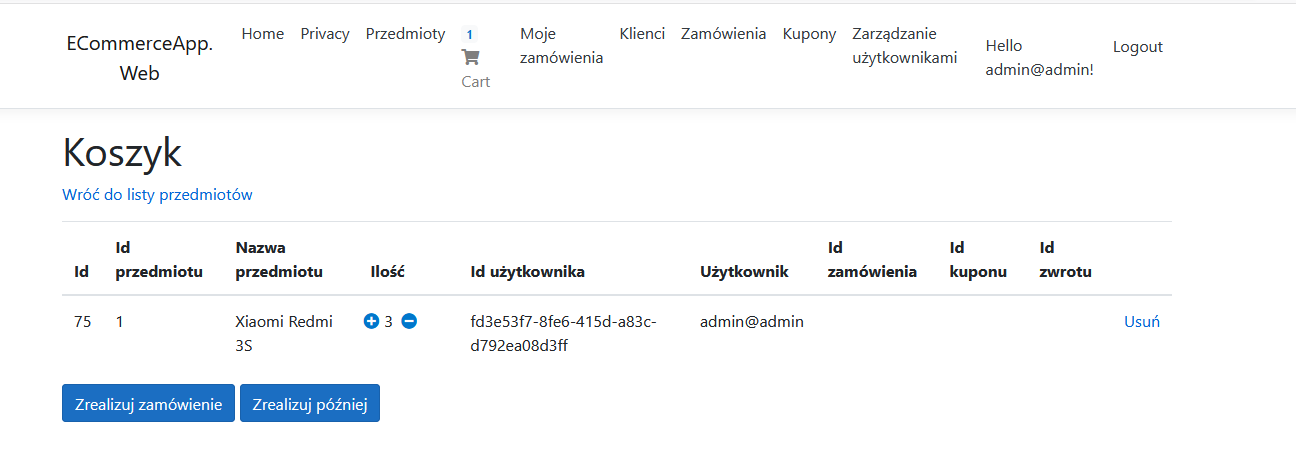 ECommerceApp.
Web
Home
Privacy
Przedmioty
1
Cart
Moje
zamówienia
Klienci
Zamówienia
Kupony
Zarządzanie
użytkownikami
Hello
admin@admin!
Logout
Koszyk
Wróć do listy przedmiotów
Id
Id
przedmiotu
Nazwa
przedmiotu
Ilość
Id użytkownika
Użytkownik
Id
zamówienia
Id
kuponu
Id
zwrotu
75
1
Xiaomi Redmi
3S
3
fd3e53f7-8fe6-415d-a83c-
d792ea08d3ff
admin@admin
Usuń
Zrealizuj zamówienie
Zrealizuj później